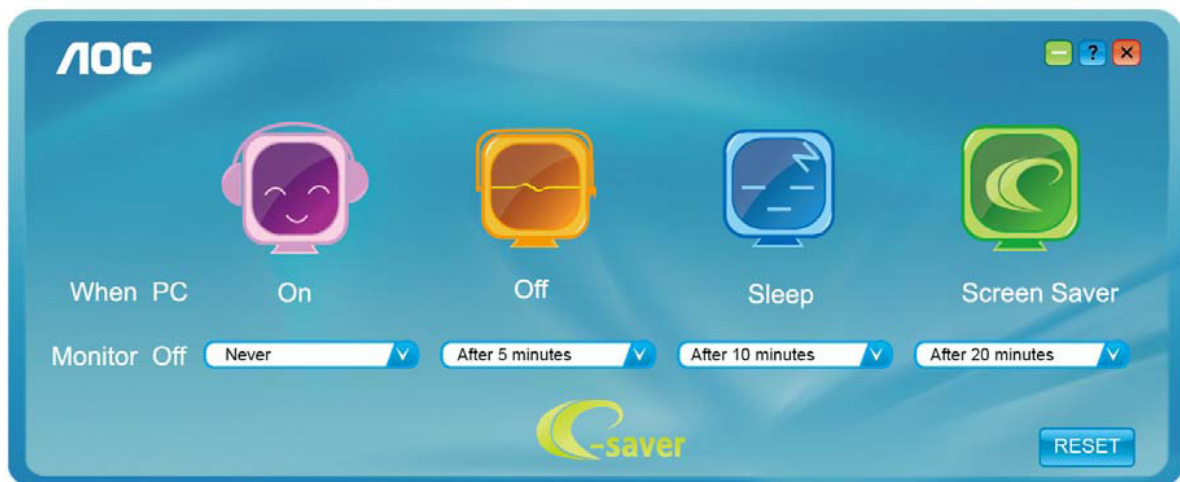 AOC
?
When PC On Off Sleep Screen Saver
Monitor Off Never After 5 minutes After 10 minutes After 20 minutes
e-saver
RESET